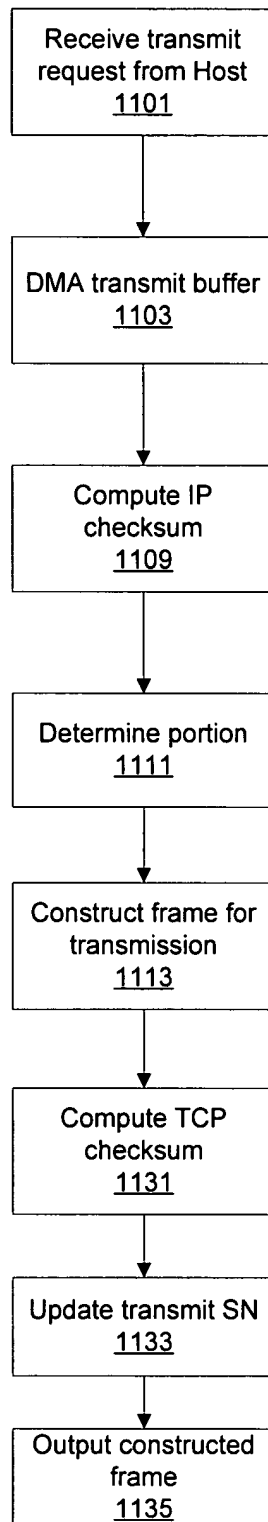 Receive transmit
request from Host
1101
DMA transmit buffer
1103
Compute IP
checksum
1109
Determine portion
1111
Construct frame for
transmission
1113
Compute TCP
checksum
1131
Update transmit SN
1133
Output constructed
frame
1135